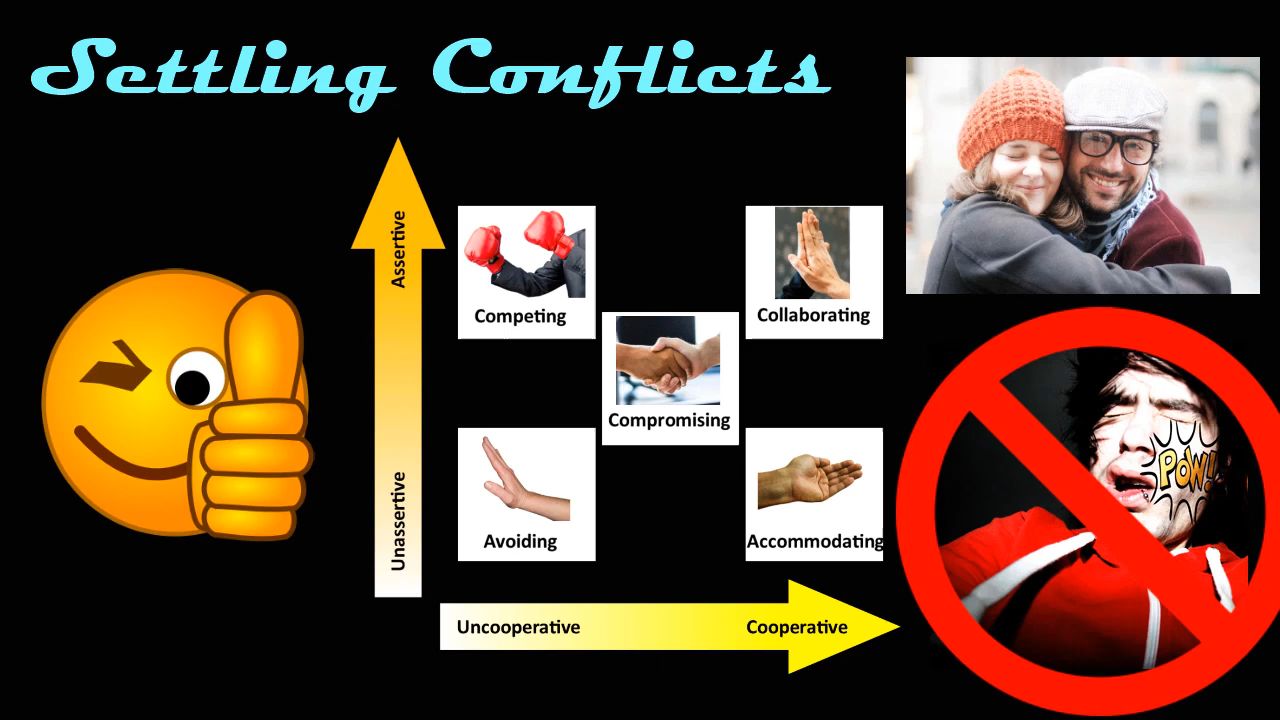 Settling Conflicts
Assertive
Unassertive
Competing
Collaborating
Compromising
Avoiding
Accommodating
Uncooperative
Cooperative
POW!